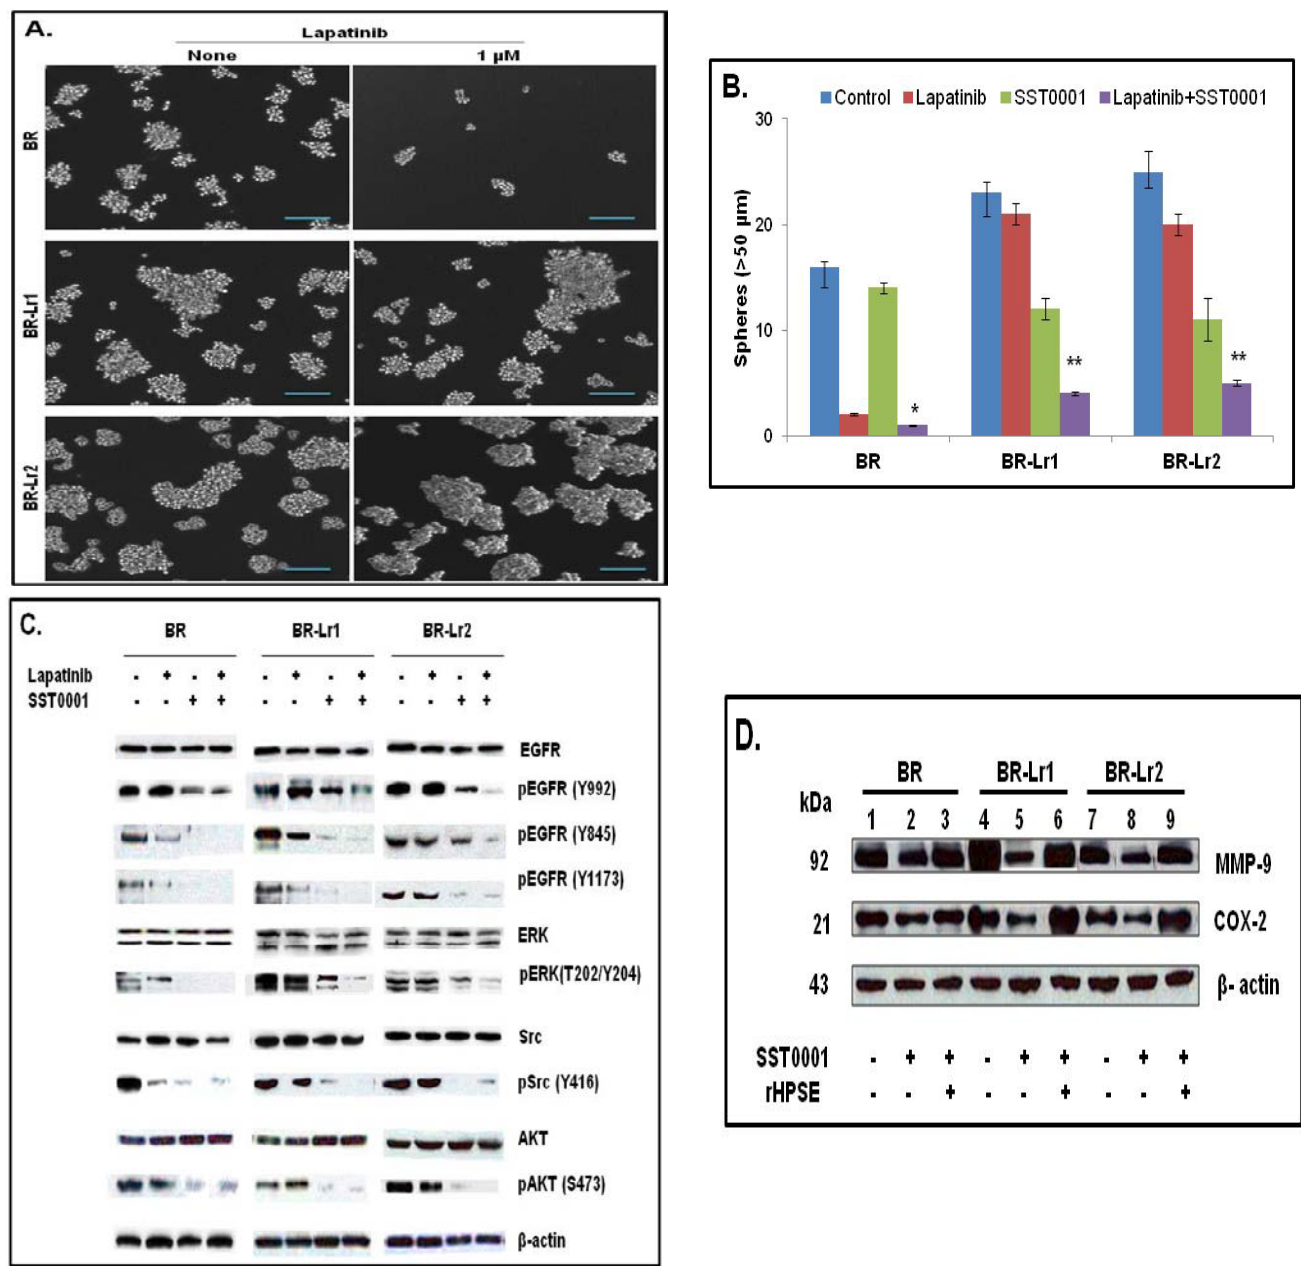 A.
Lapatinib
None 1 µM
BR
BR-Lr1
BR-Lr2
B.
Control Lapatinib SST0001 Lapatinib+SST0001
Spheres (>50 µm)
30
20
10
0
*
**
**
BR BR-Lr1 BR-Lr2
C.
BR BR-Lr1 BR-Lr2
Lapatinib - + - + - + - + - + - +
SST0001 - - + + - - + + - - + +
EGFR
pEGFR (Y992)
pEGFR (Y845)
pEGFR (Y1173)
ERK
pERK(T202/Y204)
Src
pSrc (Y416)
AKT
pAKT (S473)
β-actin
D.
BR BR-Lr1 BR-Lr2
kDa
1 2 3 4 5 6 7 8 9
92 MMP-9
21 COX-2
43 β- actin
SST0001 - + + - + + - + +
rHPSE - - + - - + - - +